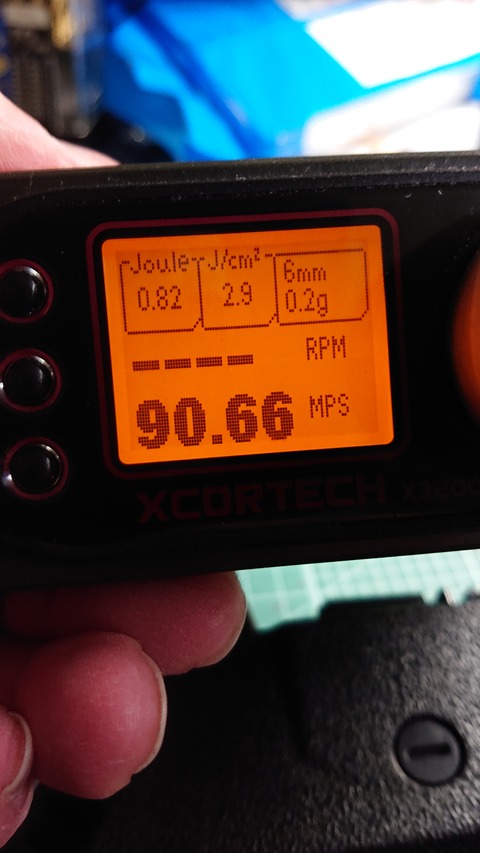 Joule J/cm² 6mm
0.82 2.9 0.2g
---- RPM
90.66 MPS
XCORTECH